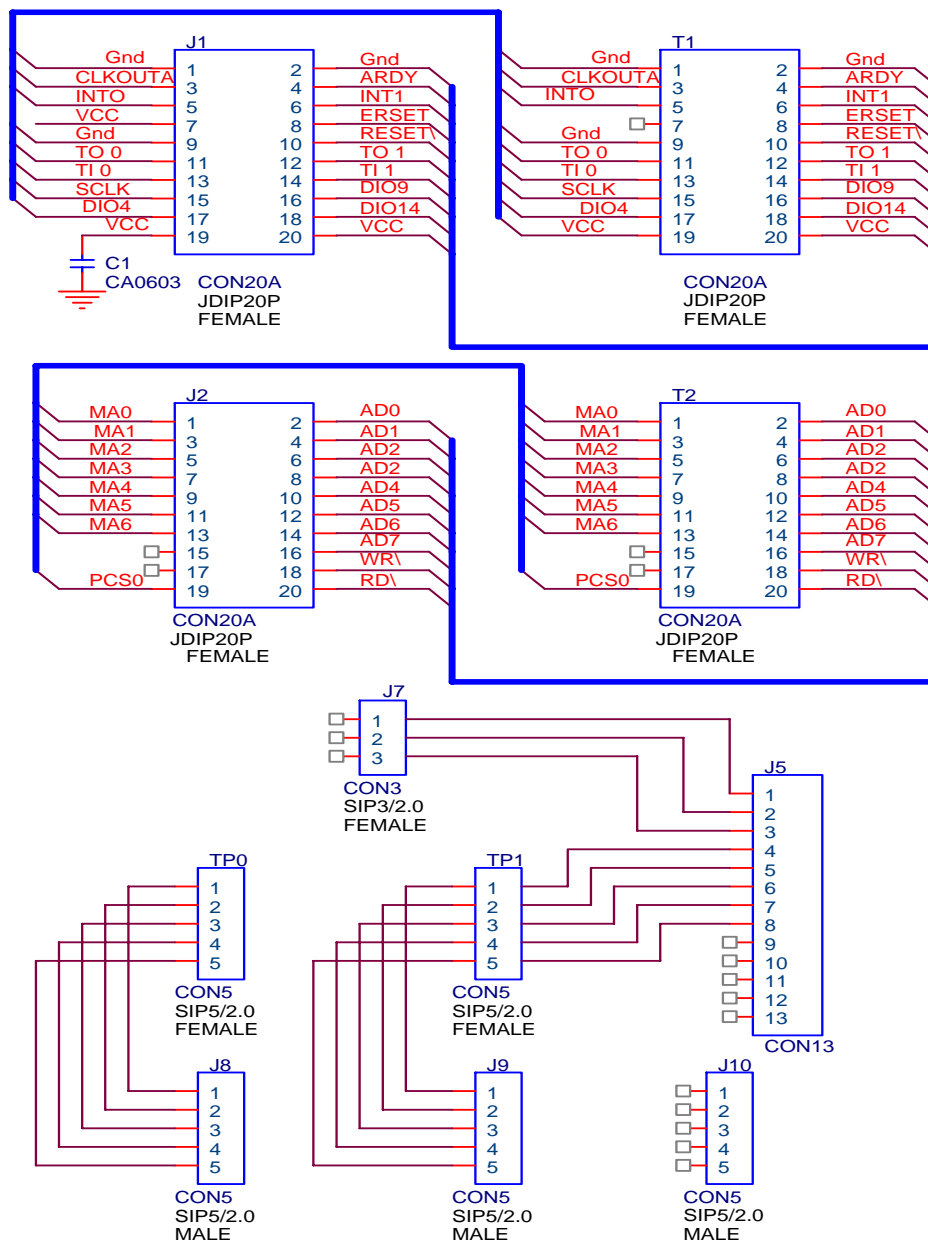 J1
Gnd 1 2 Gnd
CLKOUTA 3 4 ARDY
INTO 5 6 INT1
VCC 7 8 ERSET
Gnd 9 10 RESET\
TO 0 11 12 TO 1
TI 0 13 14 TI 1
SCLK 15 16 DIO9
DIO4 17 18 DIO14
VCC 19 20 VCC
C1
CA0603
CON20A
JDIP20P
FEMALE
T1
Gnd 1 2 Gnd
CLKOUTA 3 4 ARDY
INTO 5 6 INT1
7 8 ERSET
Gnd 9 10 RESET\
TO 0 11 12 TO 1
TI 0 13 14 TI 1
SCLK 15 16 DIO9
DIO4 17 18 DIO14
VCC 19 20 VCC
CON20A
JDIP20P
FEMALE
J2
MA0 1 2 AD0
MA1 3 4 AD1
MA2 5 6 AD2
MA3 7 8 AD2
MA4 9 10 AD4
MA5 11 12 AD5
MA6 13 14 AD6
15 16 AD7
17 18 WR\
PCS0 19 20 RD\
CON20A
JDIP20P
FEMALE
T2
MA0 1 2 AD0
MA1 3 4 AD1
MA2 5 6 AD2
MA3 7 8 AD2
MA4 9 10 AD4
MA5 11 12 AD5
MA6 13 14 AD6
15 16 AD7
17 18 WR\
PCS0 19 20 RD\
CON20A
JDIP20P
FEMALE
J7
1
2
3
CON3
SIP3/2.0
FEMALE
J5
1
2
3
4
5
6
7
8
9
10
11
12
13
CON13
TP0
1
2
3
4
5
CON5
SIP5/2.0
FEMALE
TP1
1
2
3
4
5
CON5
SIP5/2.0
FEMALE
J8
1
2
3
4
5
CON5
SIP5/2.0
MALE
J9
1
2
3
4
5
CON5
SIP5/2.0
MALE
J10
1
2
3
4
5
CON5
SIP5/2.0
MALE